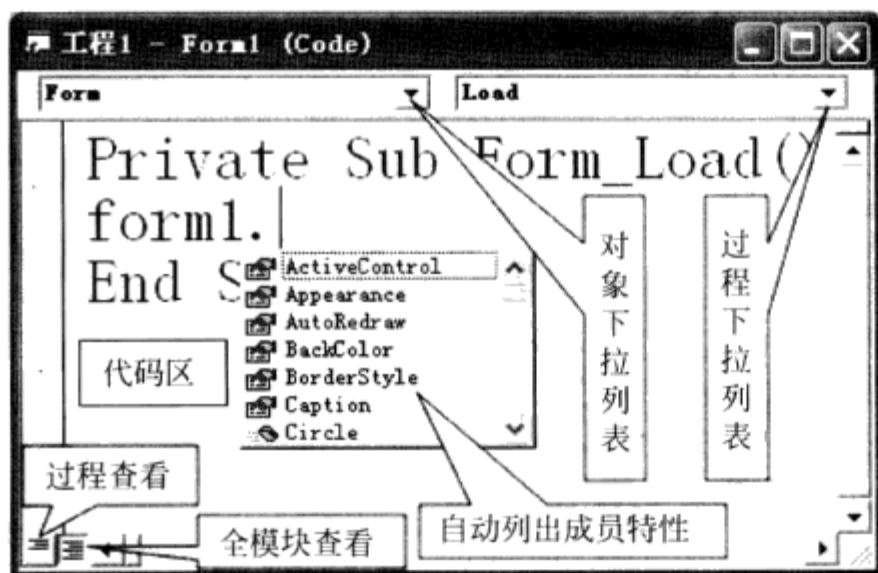 工程1 - Form1 (Code)
Form
Load
Private Sub Form_Load()
form1.
End S
ActiveControl
Appearance
AutoRedraw
BackColor
BorderStyle
Caption
Circle
对象下拉列表
过程下拉列表
代码区
过程查看
全模块查看
自动列出成员特性